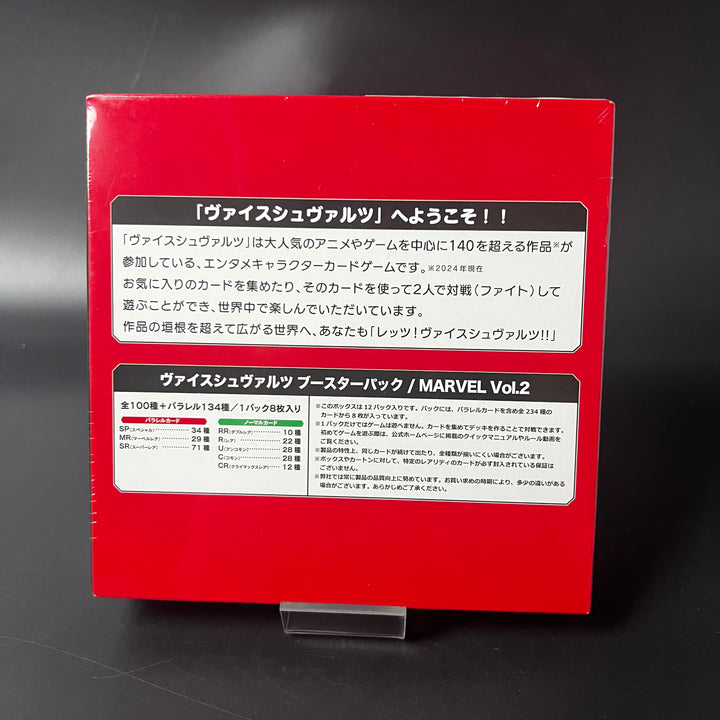 「ヴァイスシュヴァルツ」へようこそ！！
「ヴァイスシュヴァルツ」は大人気のアニメやゲームを中心に140を超える作品※が
参加している、エンタメキャラクターカードゲームです。※2024年現在
お気に入りのカードを集めたり、そのカードを使って2人で対戦（ファイト）して
遊ぶことができ、世界中で楽しんでいただいています。
作品の垣根を超えて広がる世界へ、あなたも「レッツ！ヴァイスシュヴァルツ!!」
ヴァイスシュヴァルツ ブースターパック / MARVEL Vol.2
全100種＋パラレル134種／1パック8枚入り
パラレルカード
SP（スペシャル） 34 種
MR（マーベルレア） 29 種
SR（スーパーレア） 71 種
ノーマルカード
RR（ダブルレア） 10 種
R（レア） 22 種
U（アンコモン） 28 種
C（コモン） 28 種
CR（クライマックスレア） 12 種
※このボックスは 12 パック入りです。パックには、パラレルカードを含め全 234 種の
カードから 8 枚が入っています。
※1 パックだけではゲームは遊べません。カードを集めてデッキを作ることで対戦できます。
初めてゲームを遊ぶ際は、公式ホームページに掲載のクイックマニュアルやルール動画を
ご覧ください。
※製品の特性上、同じカードが続けて出たり、全種類が揃いにくい場合がございます。
※ボックスやカートンに対して、特定のレアリティのカードが必ず封入されている保証は
ございません。
※弊社では常に製品の品質向上に努めています。お買い求めの時期により、多少の違いがある
場合がございます。あらかじめご了承ください。